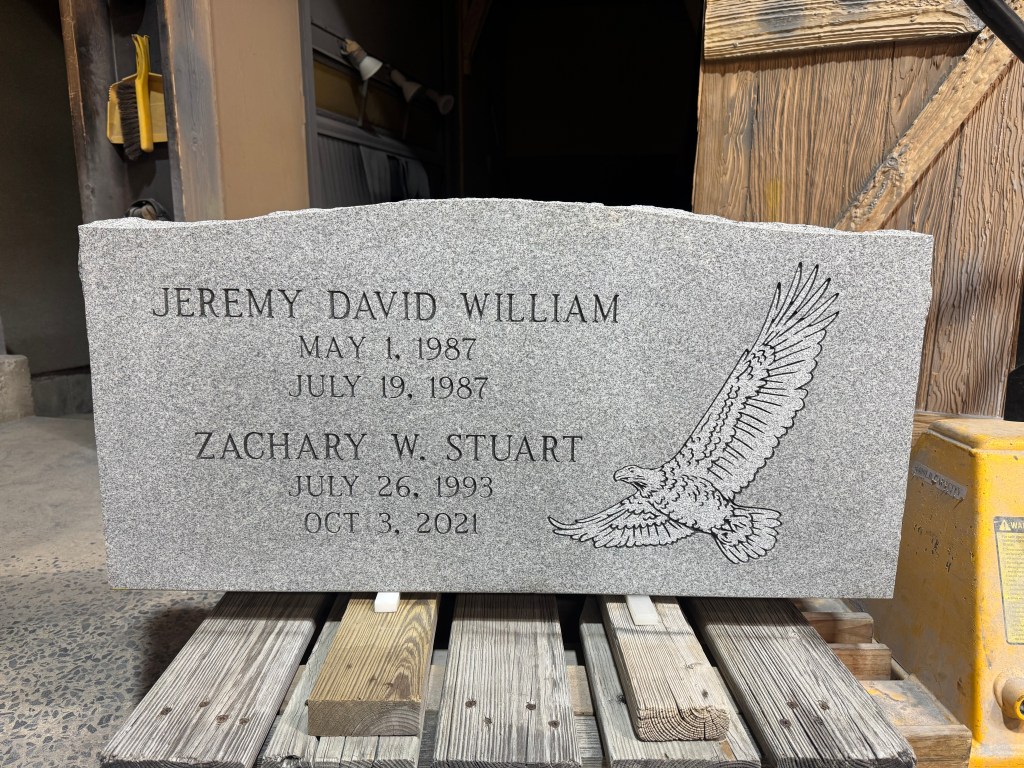 JEREMY DAVID WILLIAM
MAY 1, 1987
JULY 19, 1987
ZACHARY W. STUART
JULY 26, 1993
OCT 3, 2021